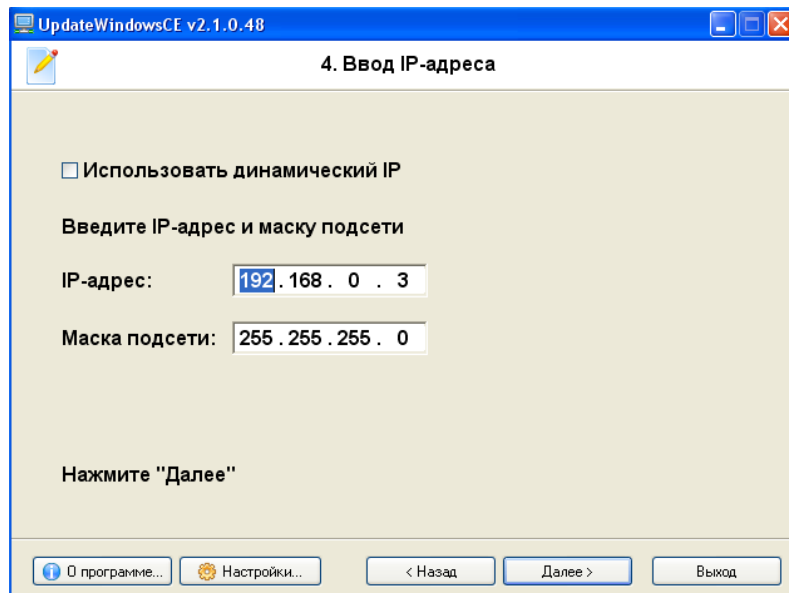 UpdateWindowsCE v2.1.0.48
4. Ввод IP-адреса
Использовать динамический IP
Введите IP-адрес и маску подсети
IP-адрес: 192 . 168 . 0 . 3
Маска подсети: 255 . 255 . 255 . 0
Нажмите "Далее"
О программе... Настройки... < Назад Далее > Выход